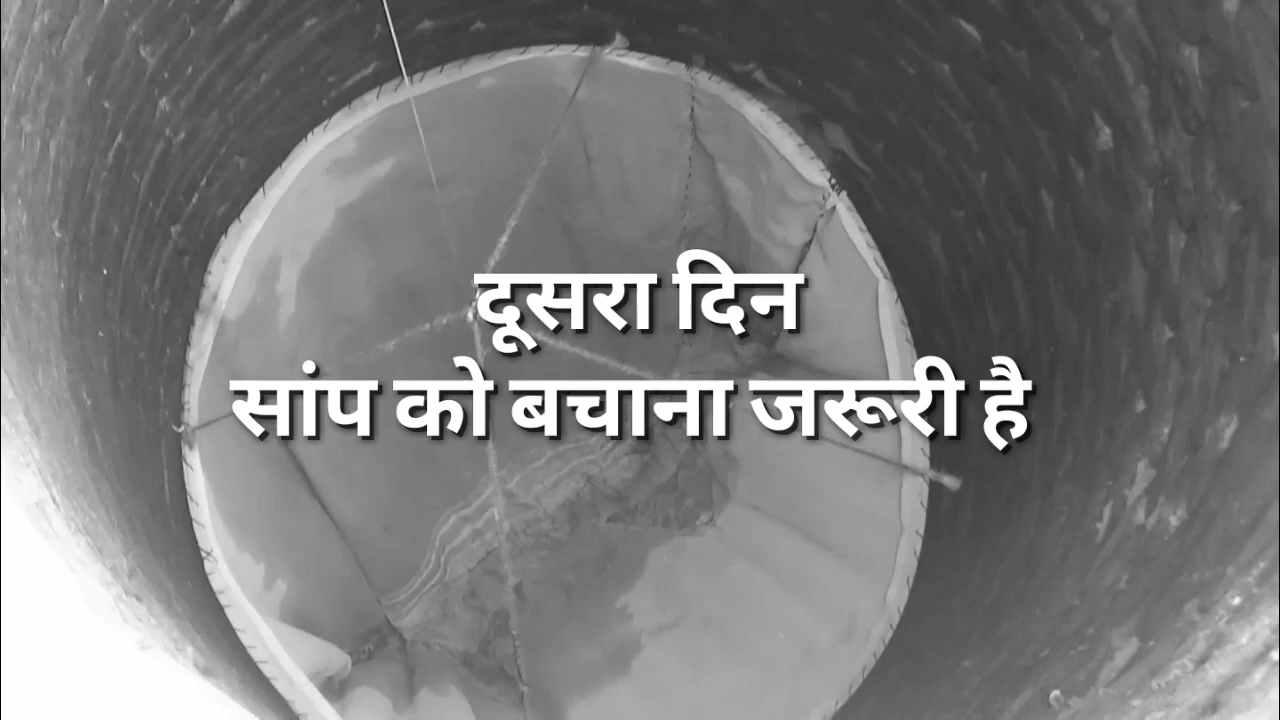 दूसरा दिन
सांप को बचाना जरूरी है